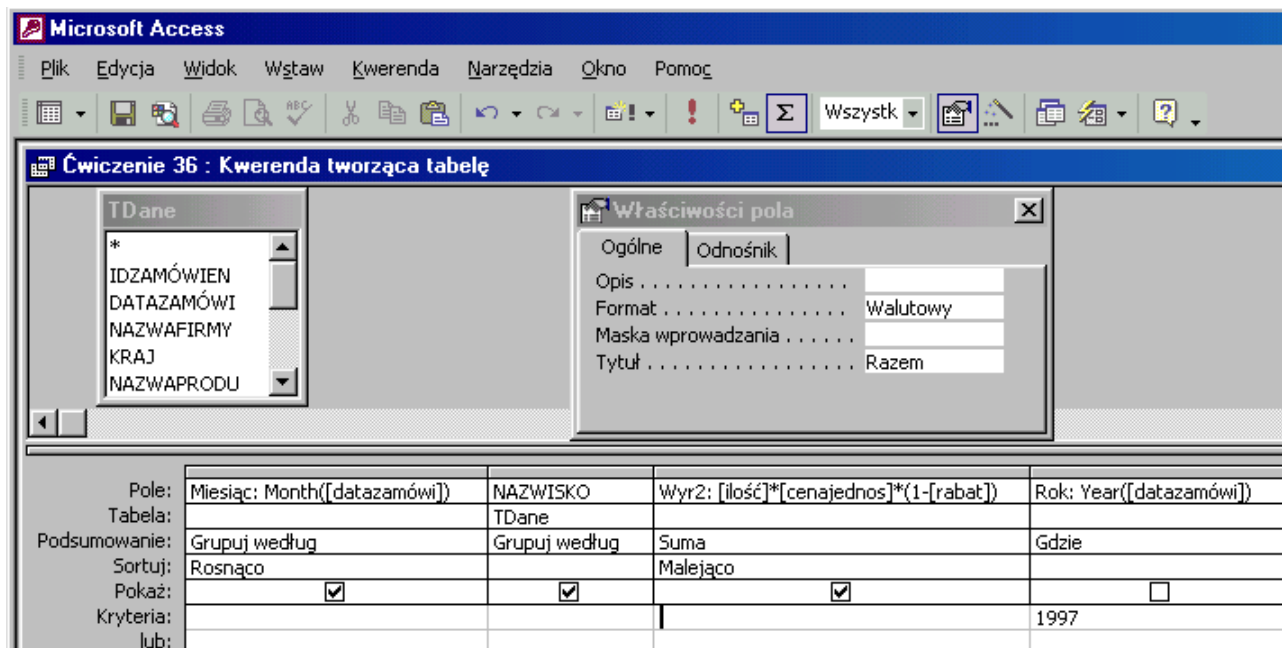 Microsoft Access
Plik Edycja Widok Wstaw Kwerenda Narzędzia Okno Pomoc
ABC Σ Wszystk
Ćwiczenie 36 : Kwerenda tworząca tabelę
TDane
*
IDZAMÓWIEN
DATAZAMÓWI
NAZWAFIRMY
KRAJ
NAZWAPRODU
Właściwości pola
Ogólne Odnośnik
Opis . . . . . . . . . . . . . . . . .
Format . . . . . . . . . . . . . . . Walutowy
Maska wprowadzania . . . . . .
Tytuł . . . . . . . . . . . . . . . . . Razem
Pole: Miesiąc: Month([datazamówi]) NAZWISKO Wyr2: [ilość]*[cenajednos]*(1-[rabat]) Rok: Year([datazamówi])
Tabela: TDane
Podsumowanie: Grupuj według Grupuj według Suma Gdzie
Sortuj: Rosnąco Malejąco
Pokaż:
Kryteria: 1997
lub: